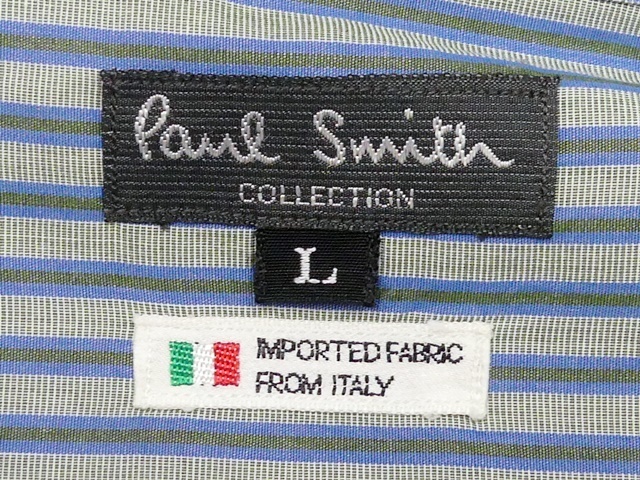 Paul Smith
COLLECTION
L
IMPORTED FABRIC
FROM ITALY